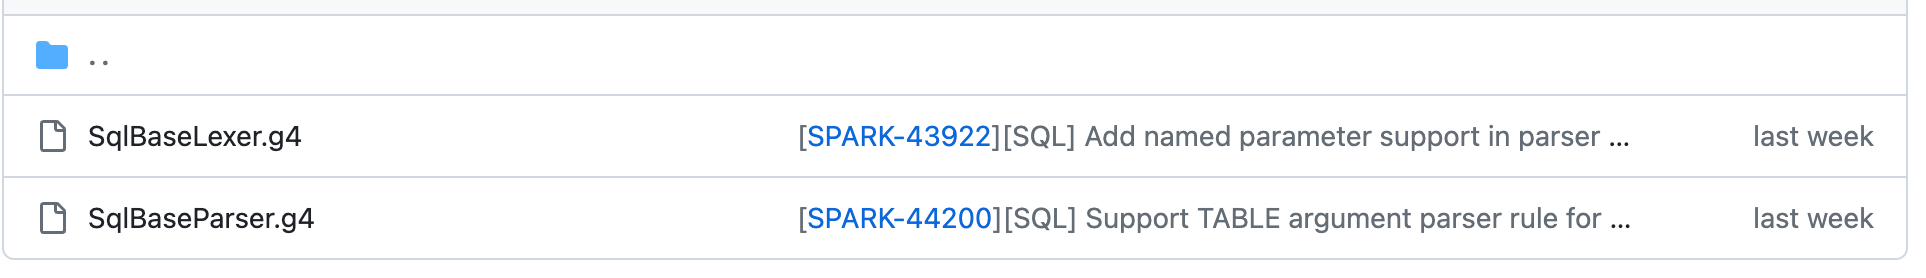 ..
SqlBaseLexer.g4 [SPARK-43922][SQL] Add named parameter support in parser ... last week
SqlBaseParser.g4 [SPARK-44200][SQL] Support TABLE argument parser rule for ... last week